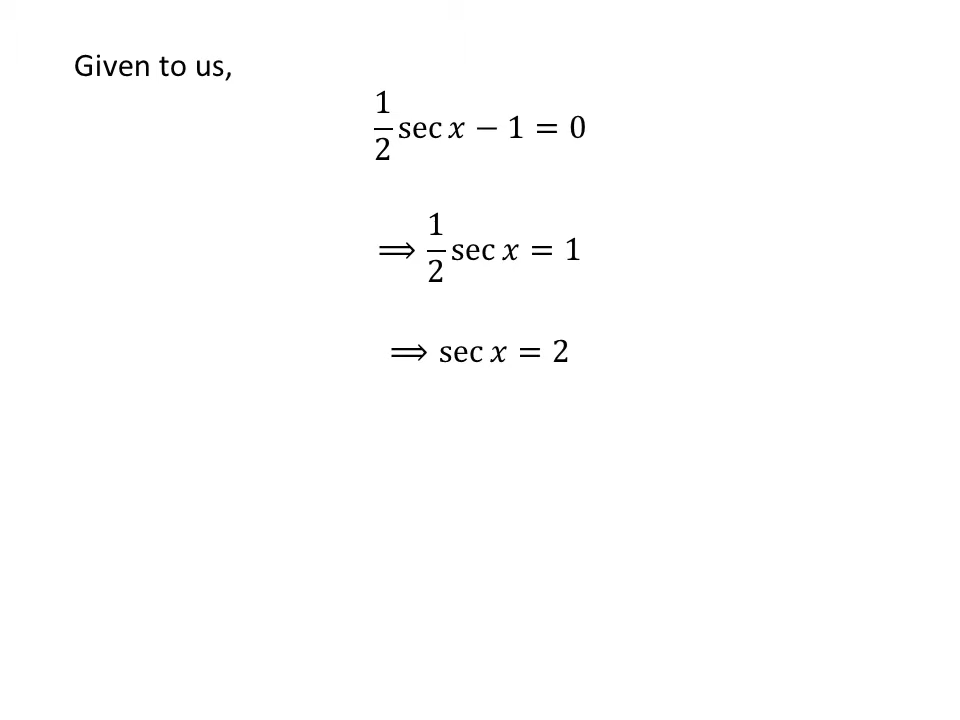 Given to us,
1/2 sec x − 1 = 0
⟹ 1/2 sec x = 1
⟹ sec x = 2